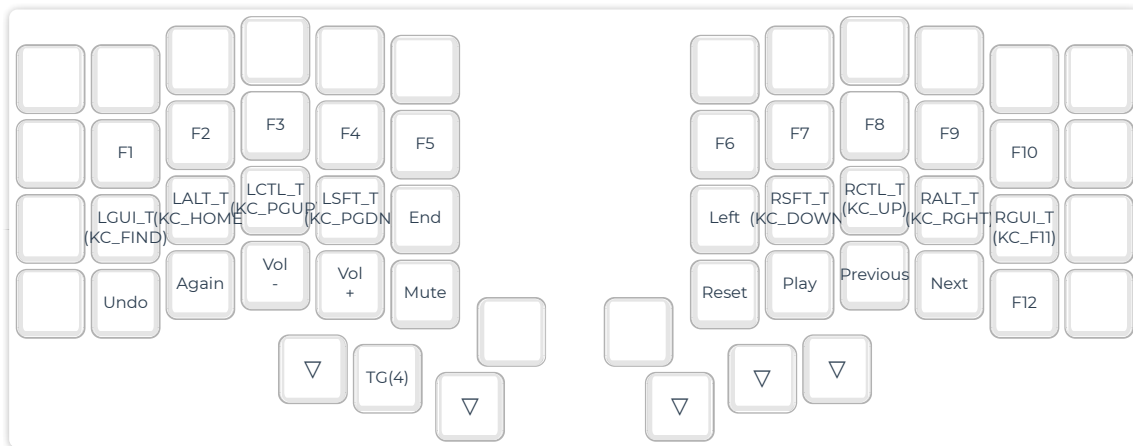 F1 F2 F3 F4 F5 F6 F7 F8 F9 F10
LGUI_T
(KC_FIND)
LALT_T
(KC_HOME
LCTL_T
(KC_PGUP
LSFT_T
(KC_PGDN
End
Left
RSFT_T
(KC_DOWN
RCTL_T
(KC_UP)
RALT_T
(KC_RGHT)
RGUI_T
(KC_F11)
Undo
Again
Vol
-
Vol
+
Mute
Reset
Play
Previous
Next
F12
▽
TG(4)
▽
▽
▽
▽